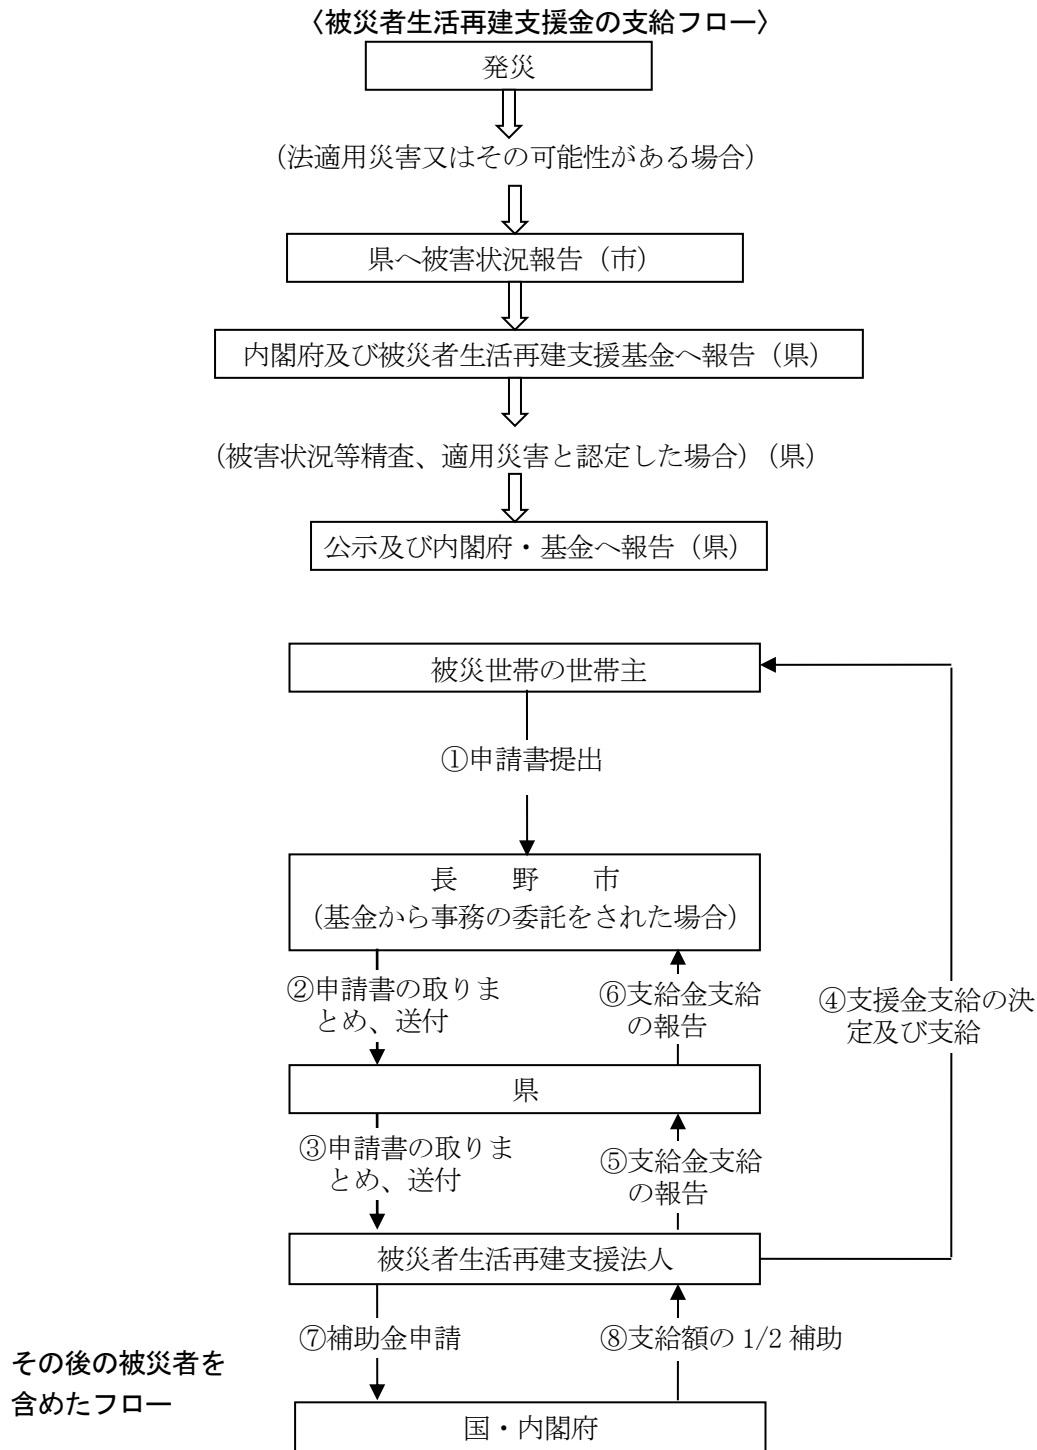 〈被災者生活再建支援金の支給フロー〉
発災
（法適用災害又はその可能性がある場合）
県へ被害状況報告（市）
内閣府及び被災者生活再建支援基金へ報告（県）
（被害状況等精査、適用災害と認定した場合）（県）
公示及び内閣府・基金へ報告（県）
被災世帯の世帯主
①申請書提出
長　野　市
（基金から事務の委託をされた場合）
②申請書の取りま
とめ、送付
⑥支給金支給
の報告
④支援金支給の決
定及び支給
県
③申請書の取りま
とめ、送付
⑤支給金支給
の報告
被災者生活再建支援法人
⑦補助金申請
⑧支給額の 1/2 補助
その後の被災者を
含めたフロー
国・内閣府